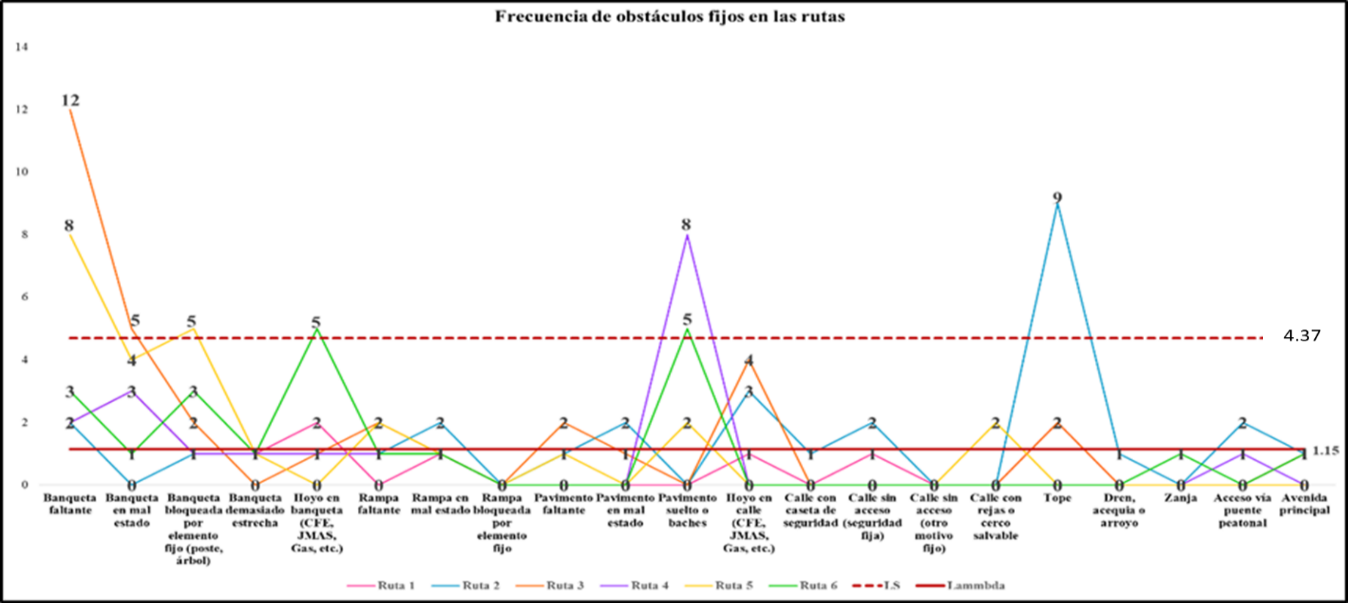 Frecuencia de obstáculos fijos en las rutas
14
12
10
8
6
4
2
0
12
8
3
2
5
4
3
1
0
5
3
2
1
1
0
5
2
1
0
2
1
0
2
1
0
2
1
0
2
1
0
8
5
2
0
4
3
1
0
1
0
2
1
0
0
2
0
9
2
0
1
0
1
0
2
1
0
1
0
4.37
1.15
Banqueta
faltante
Banqueta
en mal
estado
Banqueta
bloqueada
por
elemento
fijo (poste,
árbol)
Banqueta
demasiado
estrecha
Hoyo en
banqueta
(CFE,
JMAS,
Gas, etc.)
Rampa
faltante
Rampa en
mal estado
Rampa
bloqueada
por
elemento
fijo
Pavimento
faltante
Pavimento
en mal
estado
Pavimento
suelto o
baches
Hoyo en
calle
(CFE,
JMAS,
Gas, etc.)
Calle con
caseta de
seguridad
Calle sin
acceso
(seguridad
fija)
Calle sin
acceso
(otro
motivo
fijo)
Calle con
rejas o
cerco
salvable
Tope
Dren,
acequia o
arroyo
Zanja
Acceso vía
puente
peatonal
Avenida
principal
Ruta 1 Ruta 2 Ruta 3 Ruta 4 Ruta 5 Ruta 6 LS Lammbda